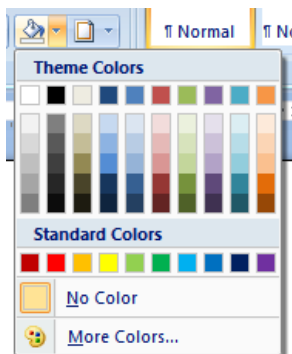 ¶ Normal
¶ N
Theme Colors
Standard Colors
No Color
More Colors...